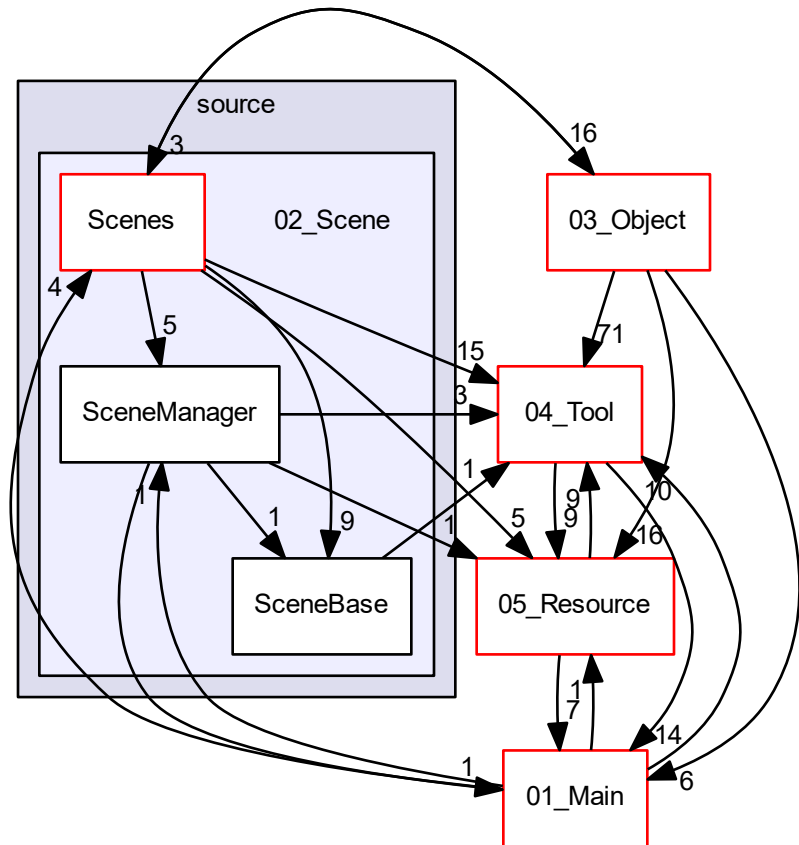 source
16
3
Scenes
02_Scene
03_Object
4
5
15
71
SceneManager
3
04_Tool
1
1
9
1
5
9
9
10
16
1
SceneBase
05_Resource
1
7
14
1
6
01_Main